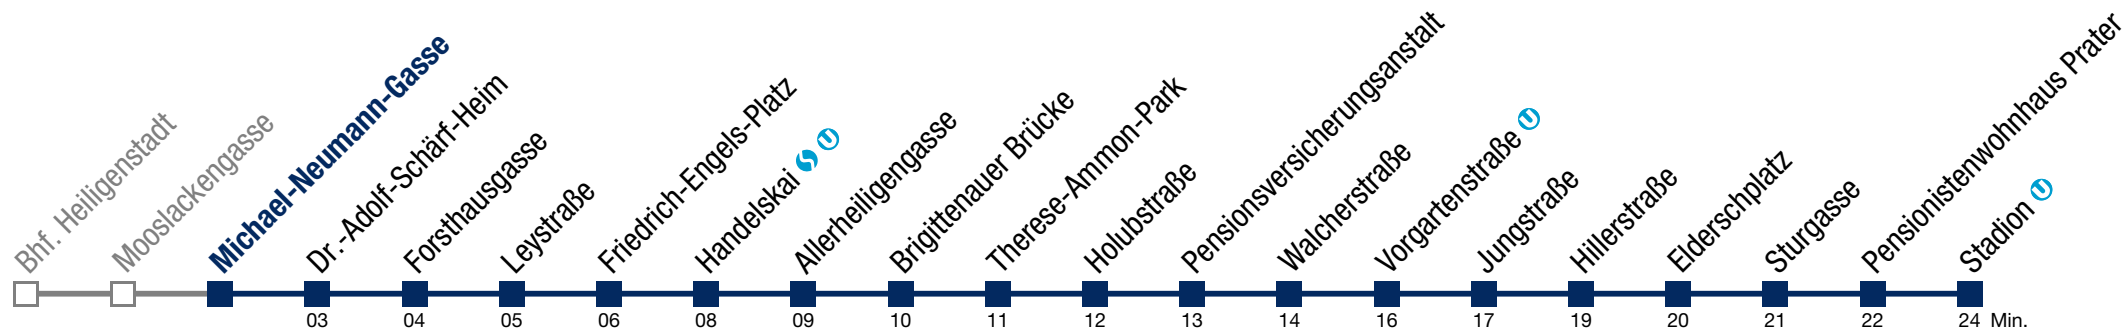 Bhf. Heiligenstadt
Mooslackengasse
Michael-Neumann-Gasse
Dr.-Adolf-Schärf-Heim
Forsthausgasse
Leystraße
Friedrich-Engels-Platz
Handelskai S U
Allerheiligengasse
Brigittenauer Brücke
Therese-Ammon-Park
Holubstraße
Pensionsversicherungsanstalt
Walcherstraße
Vorgartenstraße U
Jungstraße
Hillerstraße
Elderschplatz
Sturgasse
Pensionistenwohnhaus Prater
Stadion U
03 04 05 06 08 09 10 11 12 13 14 16 17 19 20 21 22 24 Min.